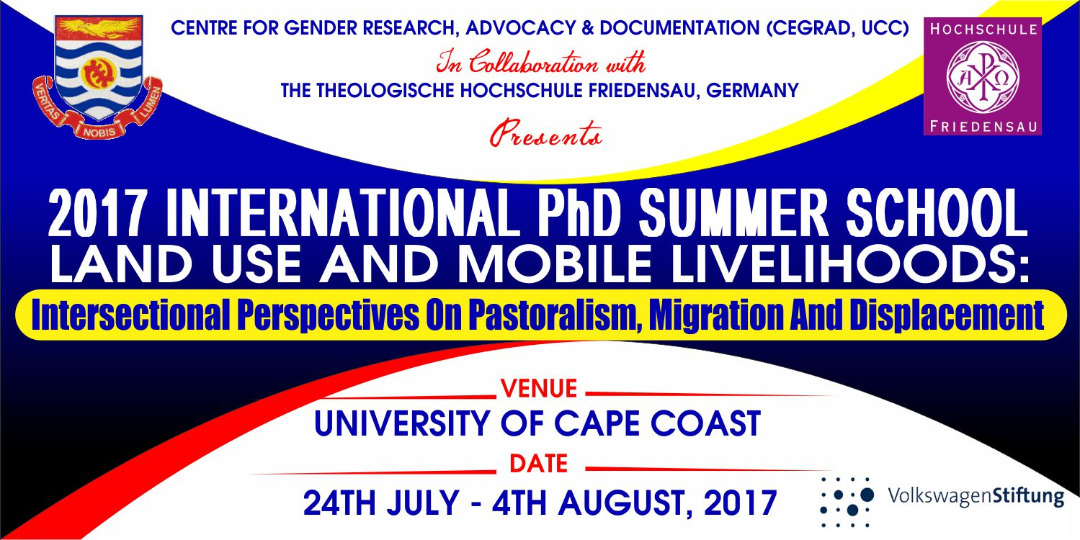 CENTRE FOR GENDER RESEARCH, ADVOCACY & DOCUMENTATION (CEGRAD, UCC)
In Collaboration with
THE THEOLOGISCHE HOCHSCHULE FRIEDENSAU, GERMANY
Presents
VERITAS NOBIS LUMEN
HOCHSCHULE
Α Ω
FRIEDENSAU
2017 INTERNATIONAL PhD SUMMER SCHOOL
LAND USE AND MOBILE LIVELIHOODS:
Intersectional Perspectives On Pastoralism, Migration And Displacement
VENUE
UNIVERSITY OF CAPE COAST
DATE
24TH JULY - 4TH AUGUST, 2017
VolkswagenStiftung